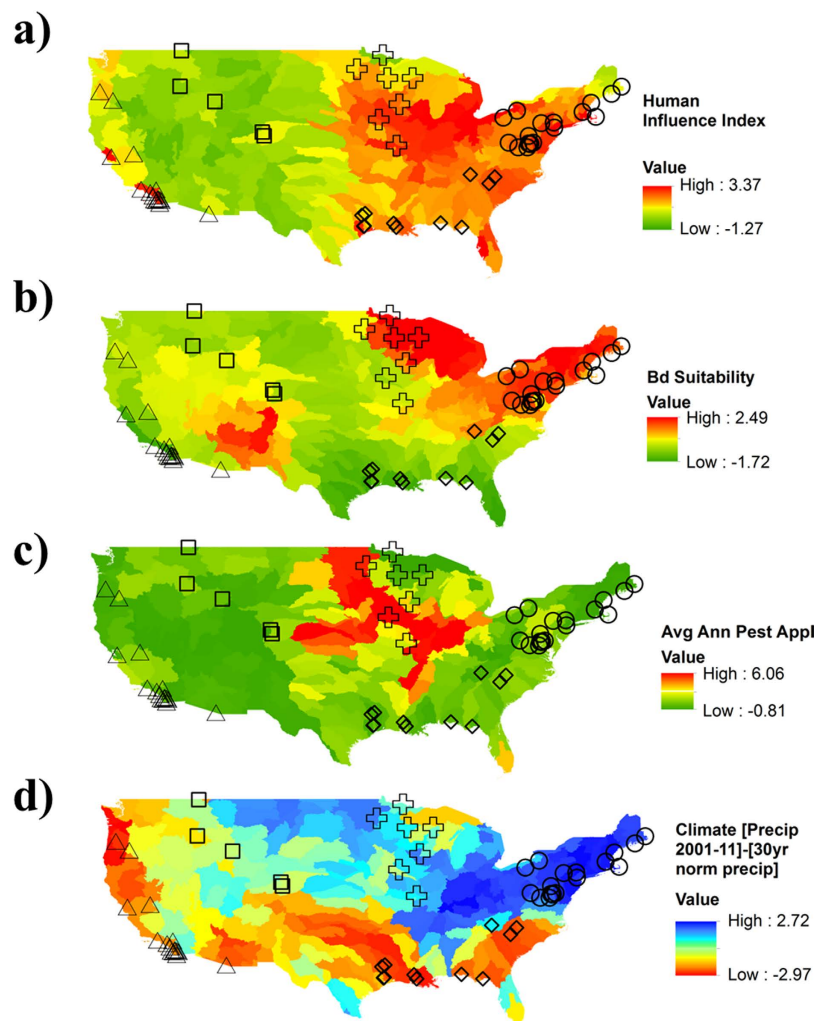 a)
Human
Influence Index
Value
High : 3.37
Low : -1.27
b)
Bd Suitability
Value
High : 2.49
Low : -1.72
c)
Avg Ann Pest Appl
Value
High : 6.06
Low : -0.81
d)
Climate [Precip
2001-11]-[30yr
norm precip]
Value
High : 2.72
Low : -2.97